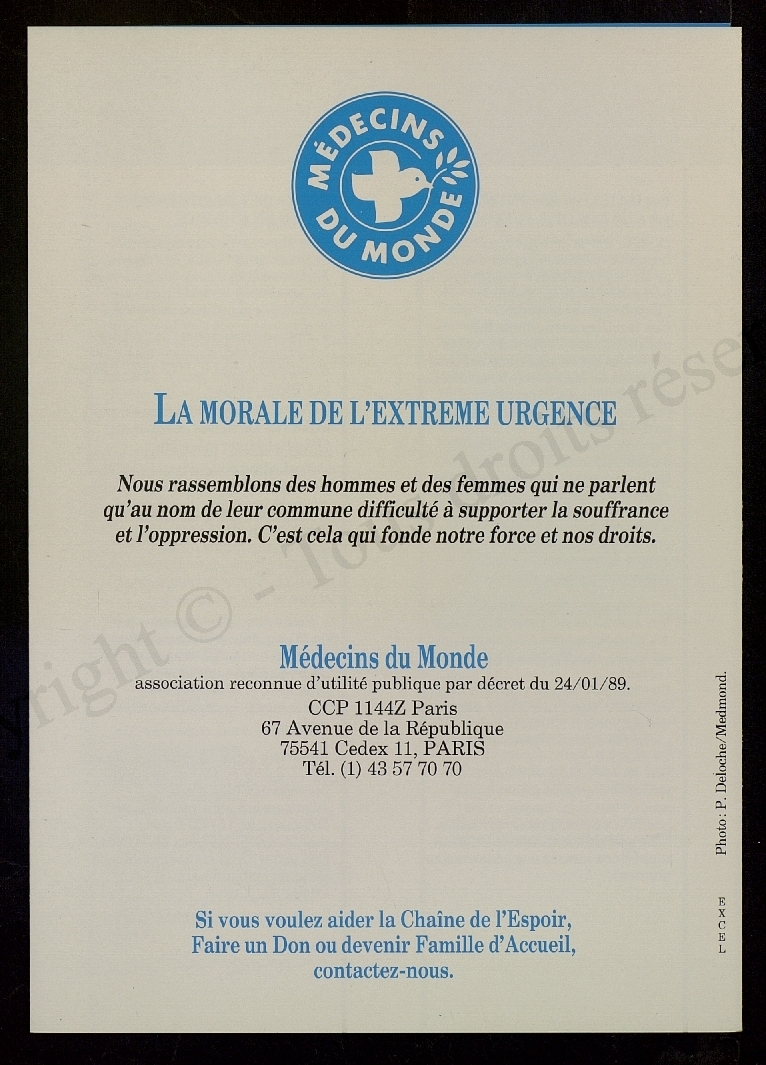 MÉDECINS
DU MONDE
LA MORALE DE L'EXTREME URGENCE
Nous rassemblons des hommes et des femmes qui ne parlent
qu'au nom de leur commune difficulté à supporter la souffrance
et l'oppression. C'est cela qui fonde notre force et nos droits.
Médecins du Monde
association reconnue d'utilité publique par décret du 24/01/89.
CCP 1144Z Paris
67 Avenue de la République
75541 Cedex 11, PARIS
Tél. (1) 43 57 70 70
Si vous voulez aider la Chaîne de l'Espoir,
Faire un Don ou devenir Famille d'Accueil,
contactez-nous.
Photo: P. Deloche/Medmond.
EXCEL
yright © - Tous droits réser